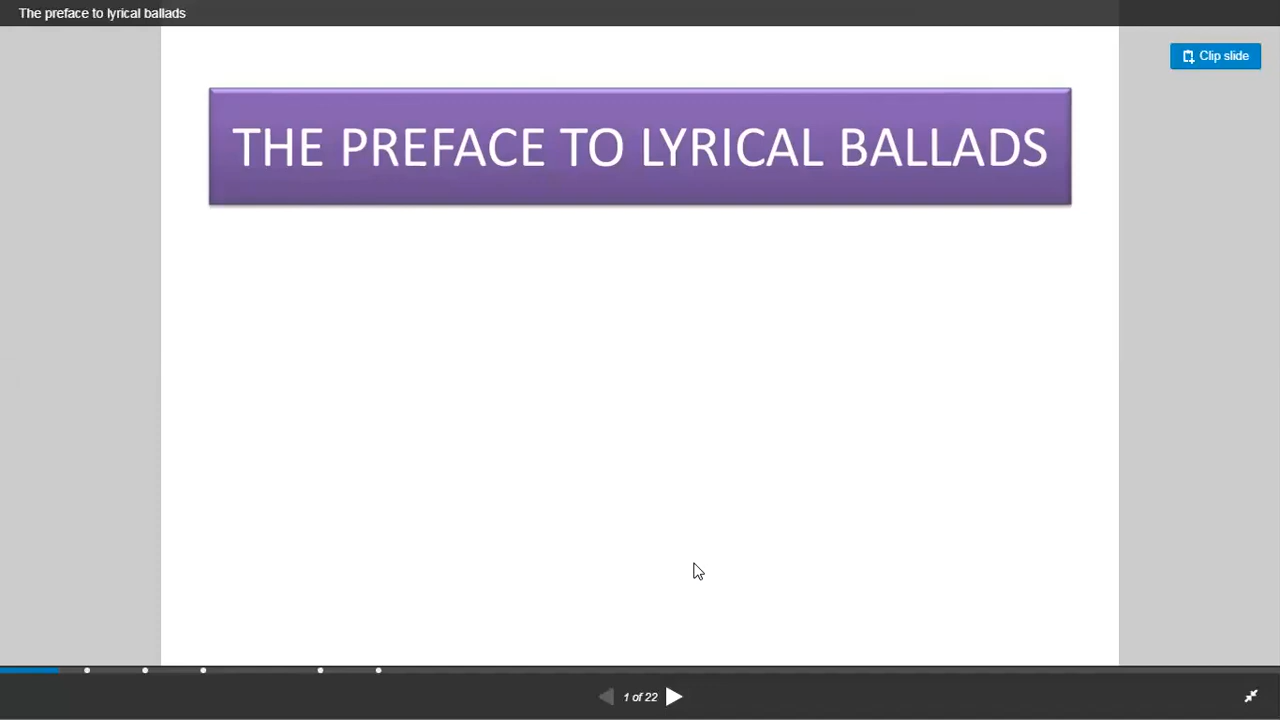 The preface to lyrical ballads
Clip slide
THE PREFACE TO LYRICAL BALLADS
1 of 22